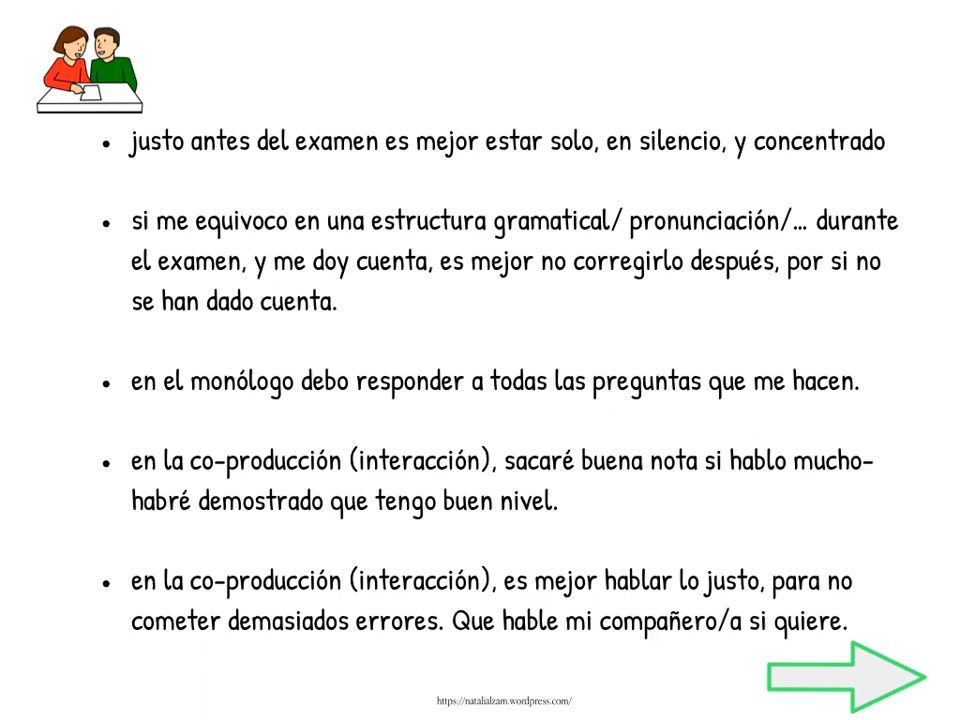 • justo antes del examen es mejor estar solo, en silencio, y concentrado
• si me equivoco en una estructura gramatical/ pronunciación/... durante
el examen, y me doy cuenta, es mejor no corregirlo después, por si no
se han dado cuenta.
• en el monólogo debo responder a todas las preguntas que me hacen.
• en la co-producción (interacción), sacaré buena nota si hablo mucho-
habré demostrado que tengo buen nivel.
• en la co-producción (interacción), es mejor hablar lo justo, para no
cometer demasiados errores. Que hable mi compañero/a si quiere.
https://natalialzam.wordpress.com/